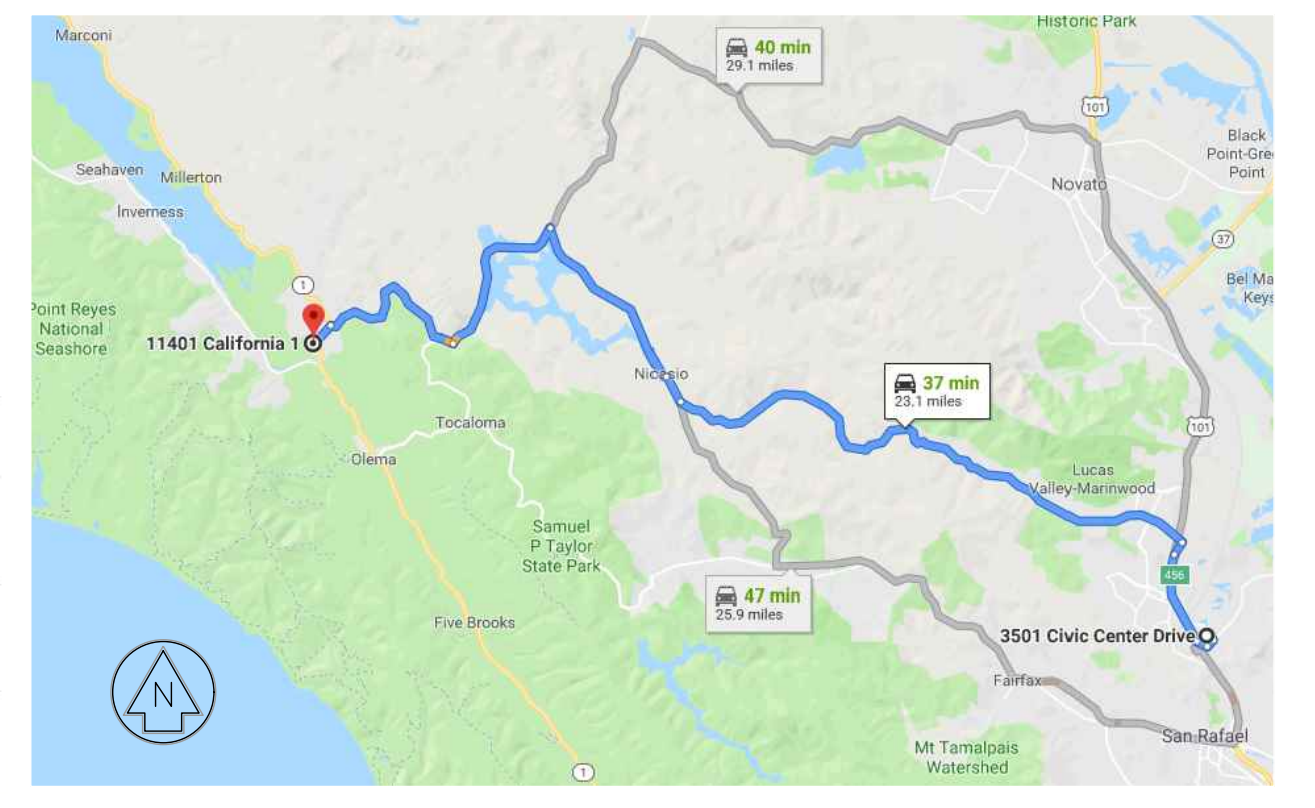 Historic Park
Marconi
40 min
29.1 miles
101
Black
Point-Gre
Point
Seahaven
Millerton
Novato
Inverness
37
1
Bel Ma
Keys
Point Reyes
National
Seashore
11401 California 1
Nicasio
37 min
23.1 miles
Tocaloma
101
Olema
Lucas
Valley-Marinwood
Samuel
P Taylor
State Park
456
47 min
25.9 miles
Five Brooks
3501 Civic Center Drive
N
Fairfax
San Rafael
Mt Tamalpais
Watershed
1